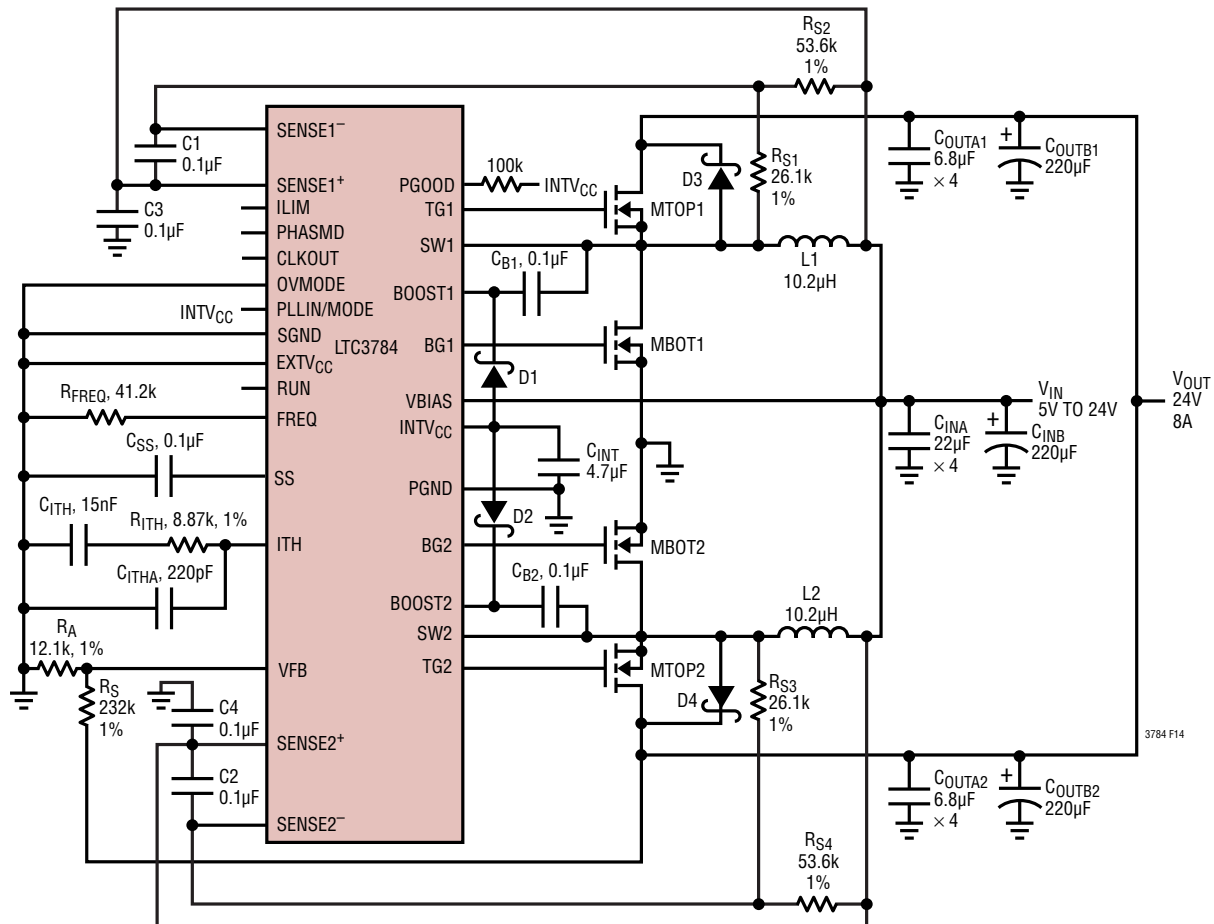 RS2
53.6k
1%
SENSE1–
C1
0.1µF
SENSE1+
C3
0.1µF
ILIM
PHASMD
CLKOUT
OVMODE
INTVCC
PLLIN/MODE
SGND
LTC3784
EXTVCC
RUN
RFREQ, 41.2k
FREQ
CSS, 0.1µF
SS
CITH, 15nF
RITH, 8.87k, 1%
ITH
CITHA, 220pF
RA
12.1k, 1%
VFB
RS
232k
1%
C4
0.1µF
SENSE2+
C2
0.1µF
SENSE2–
PGOOD
100k
INTVCC
TG1
SW1
CB1, 0.1µF
BOOST1
BG1
D1
VBIAS
INTVCC
CINT
4.7µF
PGND
D2
BG2
CB2, 0.1µF
BOOST2
SW2
TG2
MTOP1
D3
RS1
26.1k
1%
L1
10.2µH
MBOT1
MBOT2
L2
10.2µH
MTOP2
D4
RS3
26.1k
1%
RS4
53.6k
1%
COUTA1
6.8µF
× 4
+
COUTB1
220µF
VIN
5V TO 24V
CINA
22µF
× 4
+
CINB
220µF
VOUT
24V
8A
3784 F14
COUTA2
6.8µF
× 4
+
COUTB2
220µF